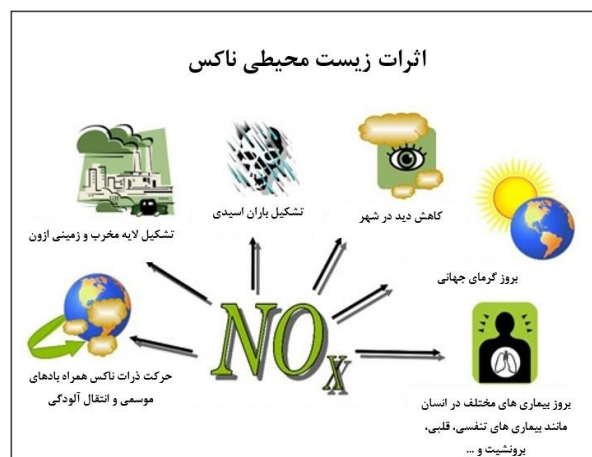 اثرات زیست محیطی ناکس
کاهش دید در شهر
تشکیل باران اسیدی
تشکیل لایه مخرب و زمینی ازون
بروز گرمای جهانی
NOx
حرکت ذرات ناکس همراه بادهای
موسمی و انتقال آلودگی
بروز بیماری های مختلف در انسان
مانند بیماری های تنفسی، قلبی،
برونشیت و ...